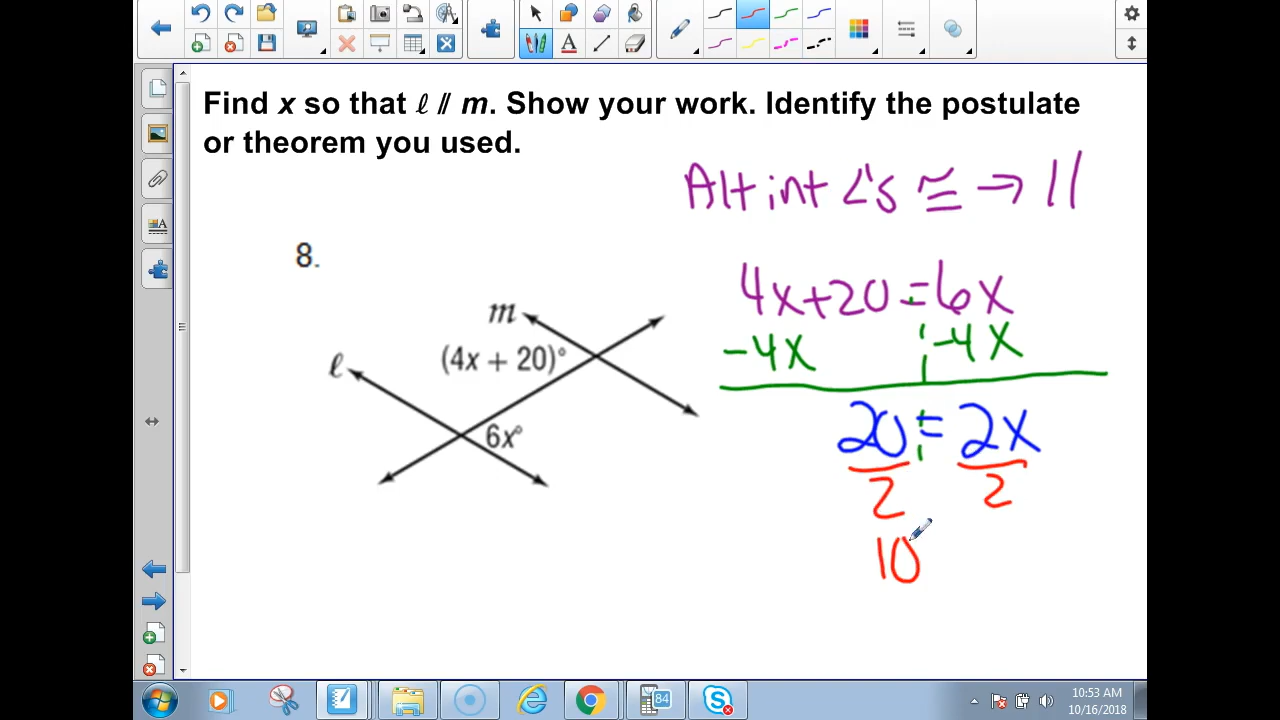 Find x so that ℓ ∥ m. Show your work. Identify the postulate
or theorem you used.
Alt int ∠'s ≅ → ||
8.
m
(4x + 20)°
ℓ
6x°
4x+20=6x
-4x -4x
20 = 2x
2 2
10
84
10:53 AM
10/16/2018